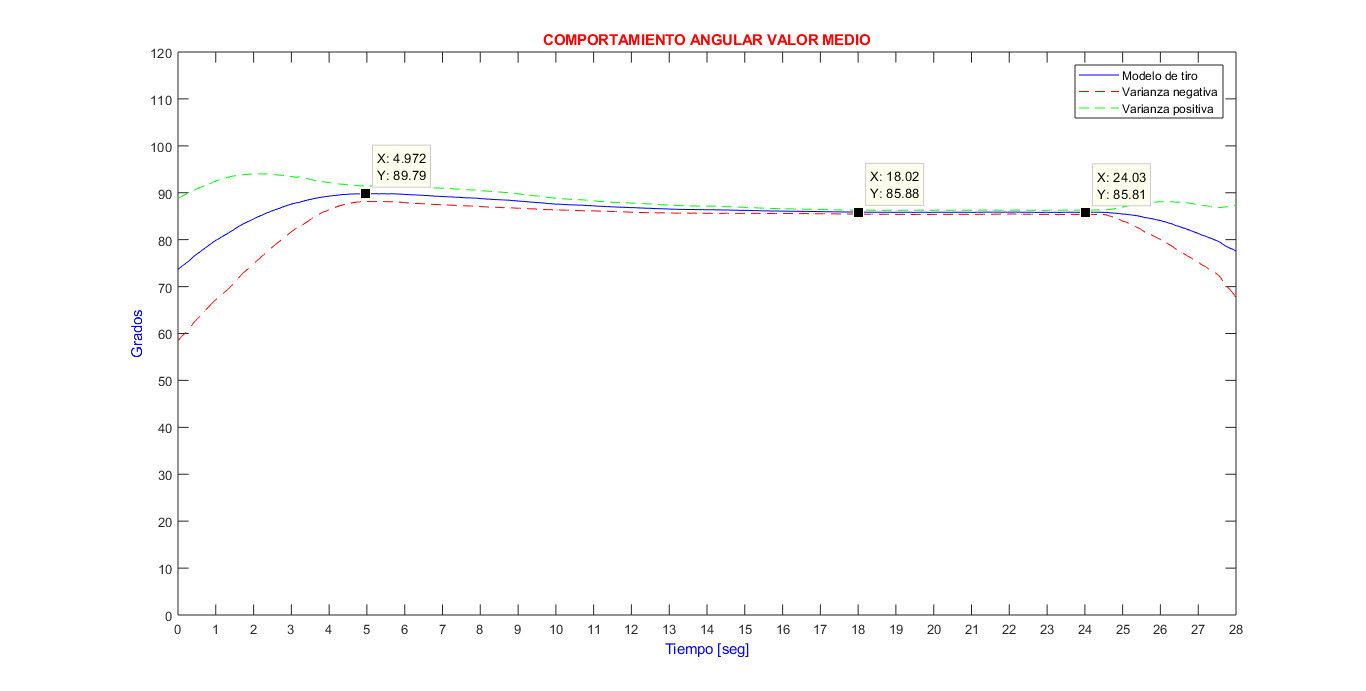 COMPORTAMIENTO ANGULAR VALOR MEDIO
120
110
100
90
80
70
60
50
40
30
20
10
0
Grados
Modelo de tiro
Varianza negativa
Varianza positiva
X: 4.972
Y: 89.79
X: 18.02
Y: 85.88
X: 24.03
Y: 85.81
0 1 2 3 4 5 6 7 8 9 10 11 12 13 14 15 16 17 18 19 20 21 22 23 24 25 26 27 28
Tiempo [seg]